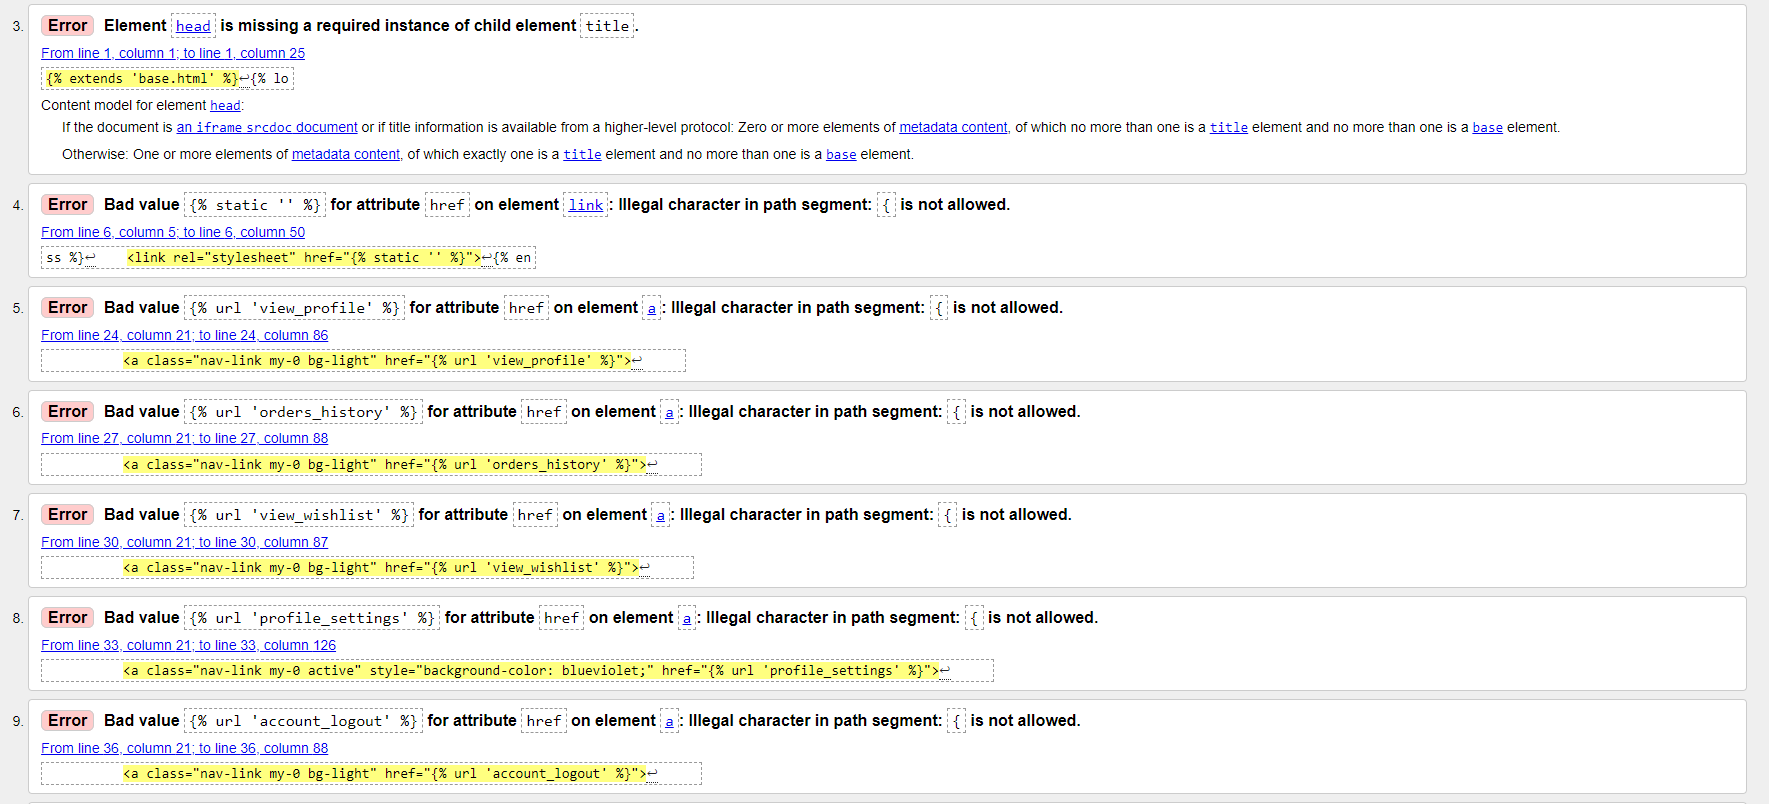 3. Error Element head is missing a required instance of child element title.
From line 1, column 1; to line 1, column 25
{% extends 'base.html' %}↩{% lo
Content model for element head:
If the document is an iframe srcdoc document or if title information is available from a higher-level protocol: Zero or more elements of metadata content, of which no more than one is a title element and no more than one is a base element.
Otherwise: One or more elements of metadata content, of which exactly one is a title element and no more than one is a base element.
4. Error Bad value {% static '' %} for attribute href on element link: Illegal character in path segment: { is not allowed.
From line 6, column 5; to line 6, column 50
ss %}↩    <link rel="stylesheet" href="{% static '' %}">↩{% en
5. Error Bad value {% url 'view_profile' %} for attribute href on element a: Illegal character in path segment: { is not allowed.
From line 24, column 21; to line 24, column 86
<a class="nav-link my-0 bg-light" href="{% url 'view_profile' %}">↩
6. Error Bad value {% url 'orders_history' %} for attribute href on element a: Illegal character in path segment: { is not allowed.
From line 27, column 21; to line 27, column 88
<a class="nav-link my-0 bg-light" href="{% url 'orders_history' %}">↩
7. Error Bad value {% url 'view_wishlist' %} for attribute href on element a: Illegal character in path segment: { is not allowed.
From line 30, column 21; to line 30, column 87
<a class="nav-link my-0 bg-light" href="{% url 'view_wishlist' %}">↩
8. Error Bad value {% url 'profile_settings' %} for attribute href on element a: Illegal character in path segment: { is not allowed.
From line 33, column 21; to line 33, column 126
<a class="nav-link my-0 active" style="background-color: blueviolet;" href="{% url 'profile_settings' %}">↩
9. Error Bad value {% url 'account_logout' %} for attribute href on element a: Illegal character in path segment: { is not allowed.
From line 36, column 21; to line 36, column 88
<a class="nav-link my-0 bg-light" href="{% url 'account_logout' %}">↩